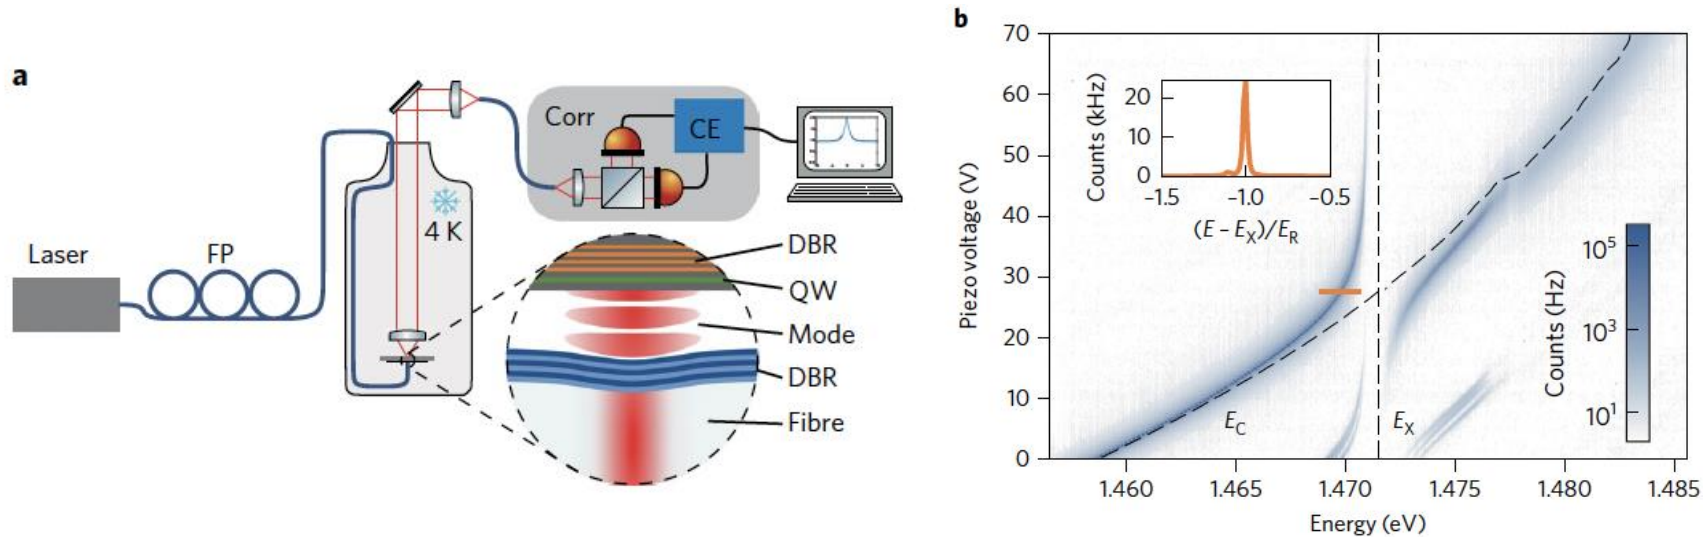 a
Laser
FP
4 K
Corr
CE
DBR
QW
Mode
DBR
Fibre
b
Piezo voltage (V)
70
60
50
40
30
20
10
0
Counts (kHz)
20
10
0
−1.5
−1.0
−0.5
(E − EX)/ER
EC
EX
Counts (Hz)
10⁵
10³
10¹
1.460
1.465
1.470
1.475
1.480
1.485
Energy (eV)